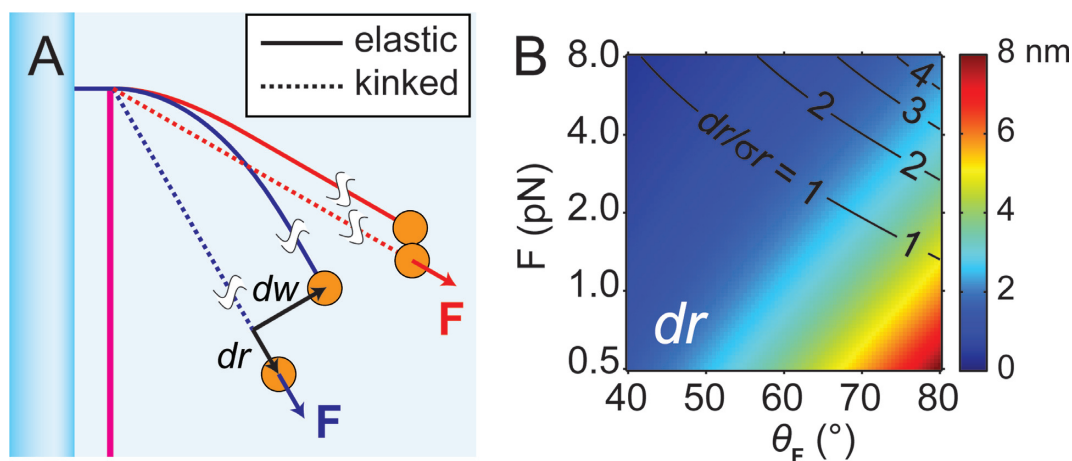 A
elastic
kinked
dw
dr
F
F
B
8.0
4.0
2.0
1.0
0.5
F (pN)
40
50
60
70
80
θF (°)
dr/σr = 1
2
3
4
2
1
dr
8 nm
6
4
2
0